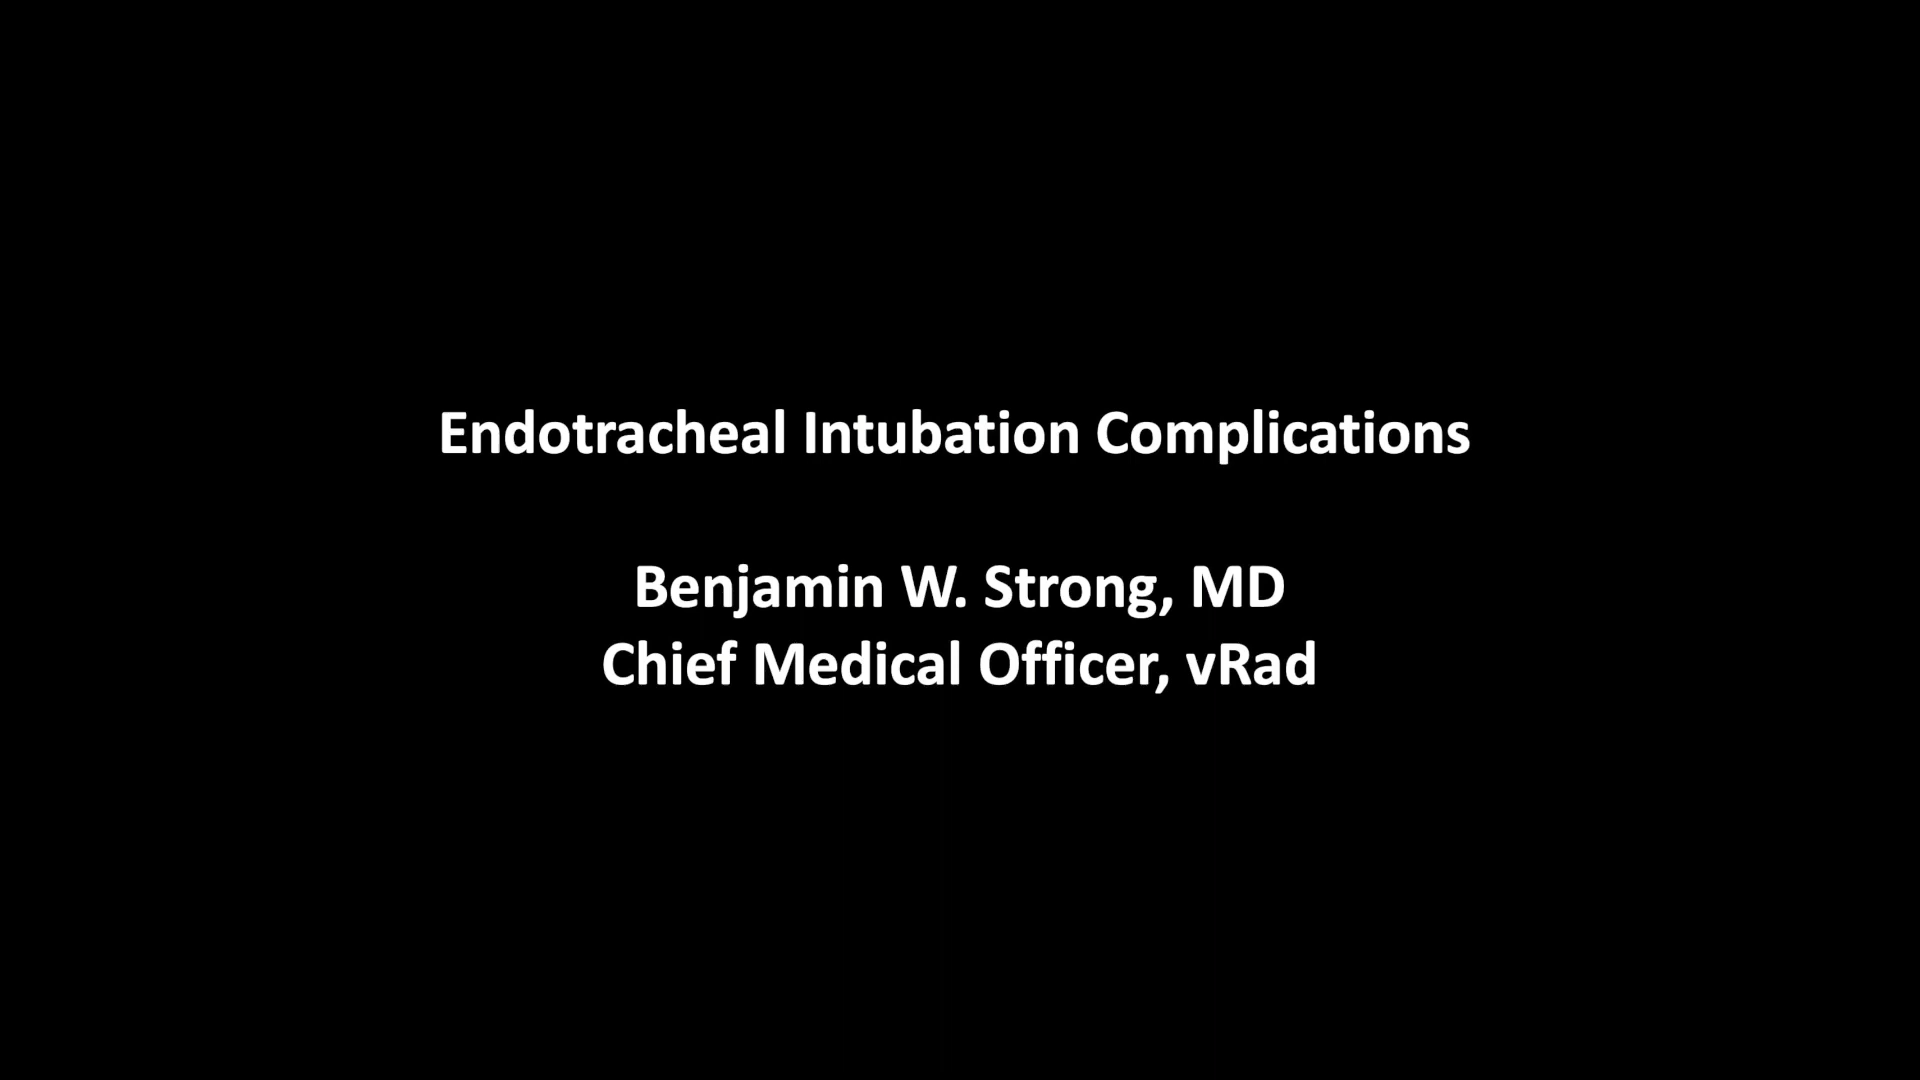 Endotracheal Intubation Complications
Benjamin W. Strong, MD
Chief Medical Officer, vRad